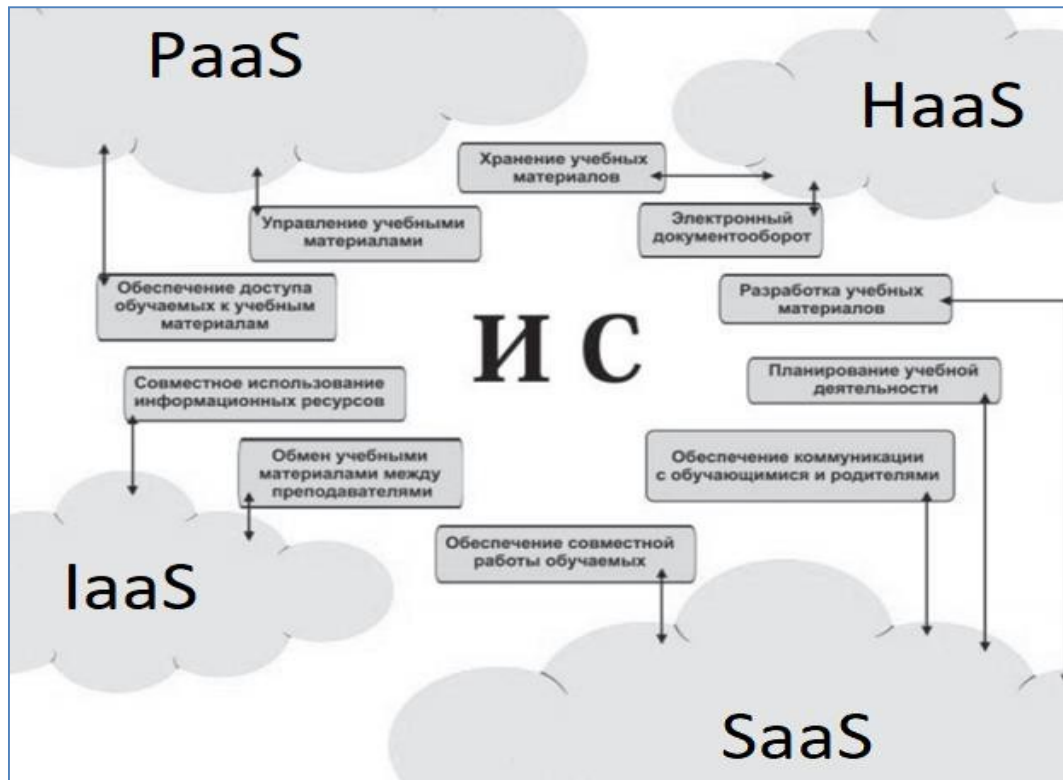 PaaS
HaaS
Хранение учебных
материалов
Управление учебными
материалами
Электронный
документооборот
Обеспечение доступа
обучаемых к учебным
материалам
Разработка учебных
материалов
И С
Совместное использование
информационных ресурсов
Планирование учебной
деятельности
Обмен учебными
материалами между
преподавателями
Обеспечение коммуникации
с обучающимися и родителями
Обеспечение совместной
работы обучаемых
IaaS
SaaS